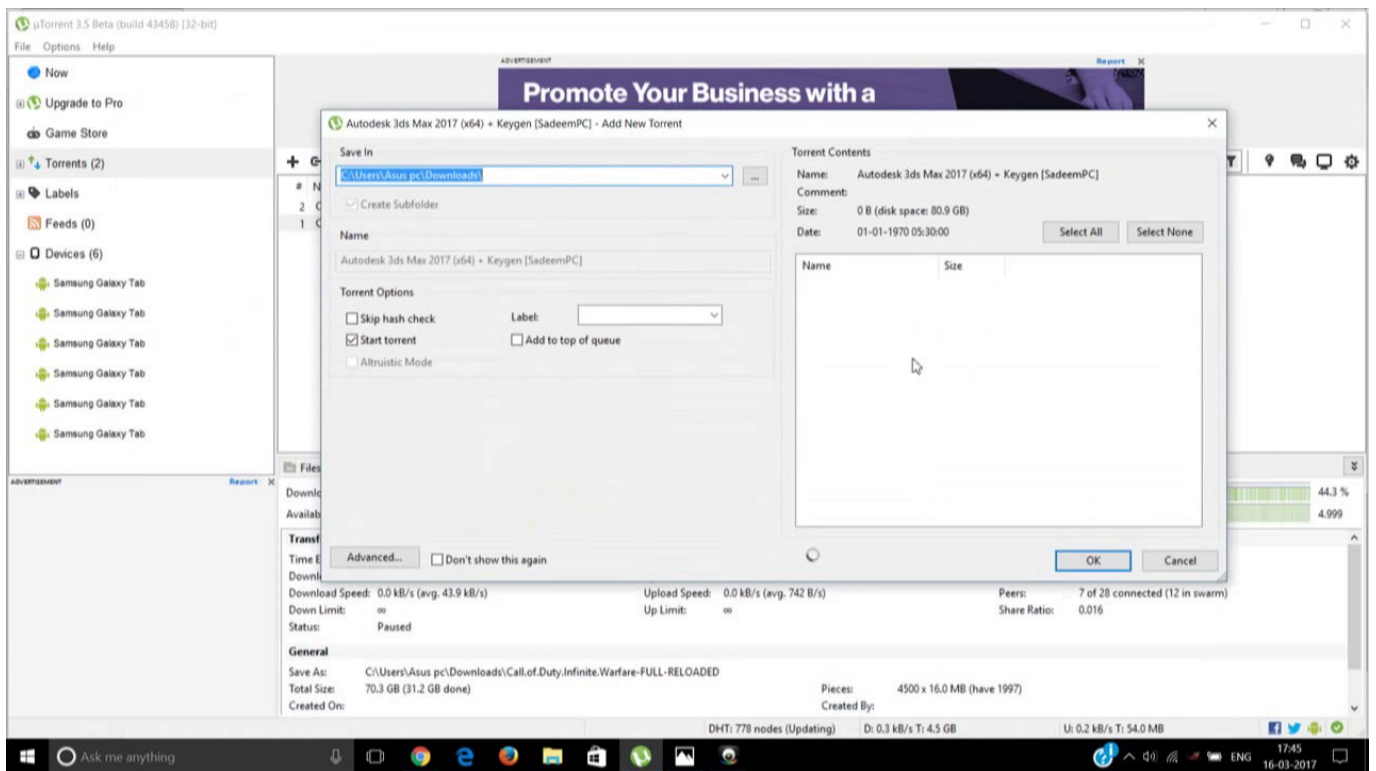 µTorrent 3.5 Beta (build 43458) [32-bit]
File Options Help
Now
Upgrade to Pro
Game Store
Torrents (2)
Labels
Feeds (0)
Devices (6)
Samsung Galaxy Tab
Samsung Galaxy Tab
Samsung Galaxy Tab
Samsung Galaxy Tab
Samsung Galaxy Tab
Samsung Galaxy Tab
ADVERTISEMENT Report
ADVERTISEMENT Report
Promote Your Business with a
# N
2 C
1 C
Autodesk 3ds Max 2017 (x64) + Keygen [SadeemPC] - Add New Torrent
Save In
C:\Users\Asus pc\Downloads\
...
Create Subfolder
Name
Autodesk 3ds Max 2017 (x64) + Keygen [SadeemPC]
Torrent Options
Skip hash check Label:
Start torrent Add to top of queue
Altruistic Mode
Advanced... Don't show this again
Torrent Contents
Name: Autodesk 3ds Max 2017 (x64) + Keygen [SadeemPC]
Comment:
Size: 0 B (disk space: 80.9 GB)
Date: 01-01-1970 05:30:00 Select All Select None
Name Size
OK Cancel
Files
Downlo
44.3 %
Availab
4.999
Transf
Time E
Downl
Download Speed: 0.0 kB/s (avg. 43.9 kB/s) Upload Speed: 0.0 kB/s (avg. 742 B/s) Peers: 7 of 28 connected (12 in swarm)
Down Limit: ∞ Up Limit: ∞ Share Ratio: 0.016
Status: Paused
General
Save As: C:\Users\Asus pc\Downloads\Call.of.Duty.Infinite.Warfare-FULL-RELOADED
Total Size: 70.3 GB (31.2 GB done) Pieces: 4500 x 16.0 MB (have 1997)
Created On: Created By:
DHT: 778 nodes (Updating) D: 0.3 kB/s T: 4.5 GB U: 0.2 kB/s T: 54.0 MB
Ask me anything
ENG
17:45
16-03-2017